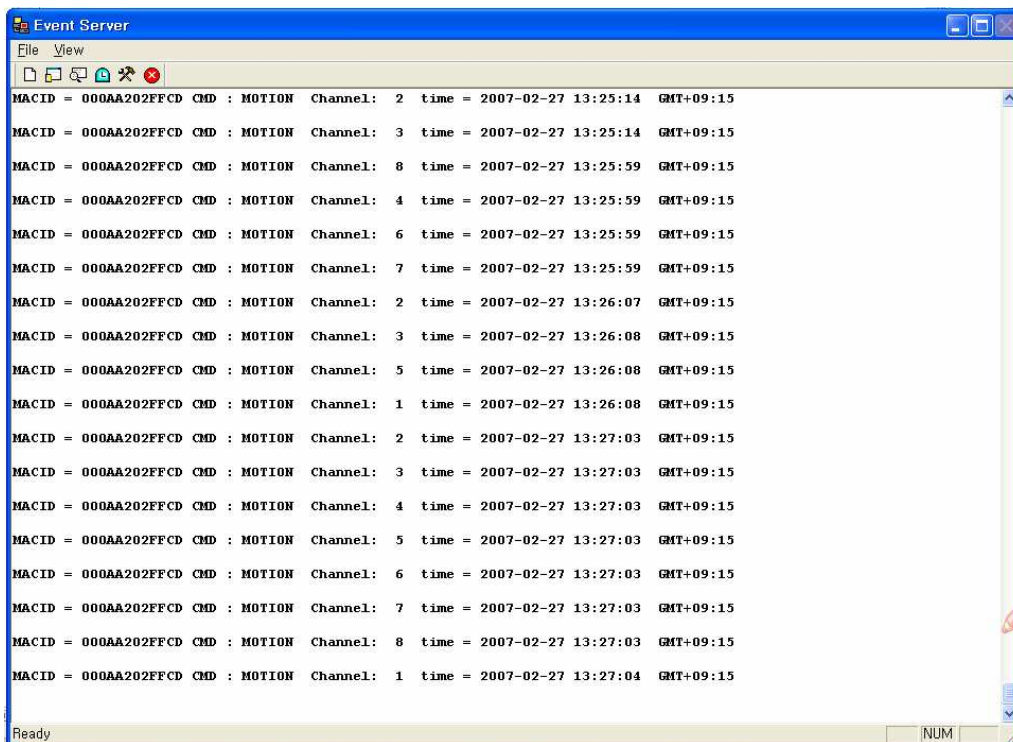 Event Server
File View
MACID = 000AA202FFCD CMD : MOTION Channel: 2 time = 2007-02-27 13:25:14 GMT+09:15
MACID = 000AA202FFCD CMD : MOTION Channel: 3 time = 2007-02-27 13:25:14 GMT+09:15
MACID = 000AA202FFCD CMD : MOTION Channel: 8 time = 2007-02-27 13:25:59 GMT+09:15
MACID = 000AA202FFCD CMD : MOTION Channel: 4 time = 2007-02-27 13:25:59 GMT+09:15
MACID = 000AA202FFCD CMD : MOTION Channel: 6 time = 2007-02-27 13:25:59 GMT+09:15
MACID = 000AA202FFCD CMD : MOTION Channel: 7 time = 2007-02-27 13:25:59 GMT+09:15
MACID = 000AA202FFCD CMD : MOTION Channel: 2 time = 2007-02-27 13:26:07 GMT+09:15
MACID = 000AA202FFCD CMD : MOTION Channel: 3 time = 2007-02-27 13:26:08 GMT+09:15
MACID = 000AA202FFCD CMD : MOTION Channel: 5 time = 2007-02-27 13:26:08 GMT+09:15
MACID = 000AA202FFCD CMD : MOTION Channel: 1 time = 2007-02-27 13:26:08 GMT+09:15
MACID = 000AA202FFCD CMD : MOTION Channel: 2 time = 2007-02-27 13:27:03 GMT+09:15
MACID = 000AA202FFCD CMD : MOTION Channel: 3 time = 2007-02-27 13:27:03 GMT+09:15
MACID = 000AA202FFCD CMD : MOTION Channel: 4 time = 2007-02-27 13:27:03 GMT+09:15
MACID = 000AA202FFCD CMD : MOTION Channel: 5 time = 2007-02-27 13:27:03 GMT+09:15
MACID = 000AA202FFCD CMD : MOTION Channel: 6 time = 2007-02-27 13:27:03 GMT+09:15
MACID = 000AA202FFCD CMD : MOTION Channel: 7 time = 2007-02-27 13:27:03 GMT+09:15
MACID = 000AA202FFCD CMD : MOTION Channel: 8 time = 2007-02-27 13:27:03 GMT+09:15
MACID = 000AA202FFCD CMD : MOTION Channel: 1 time = 2007-02-27 13:27:04 GMT+09:15
Ready NUM